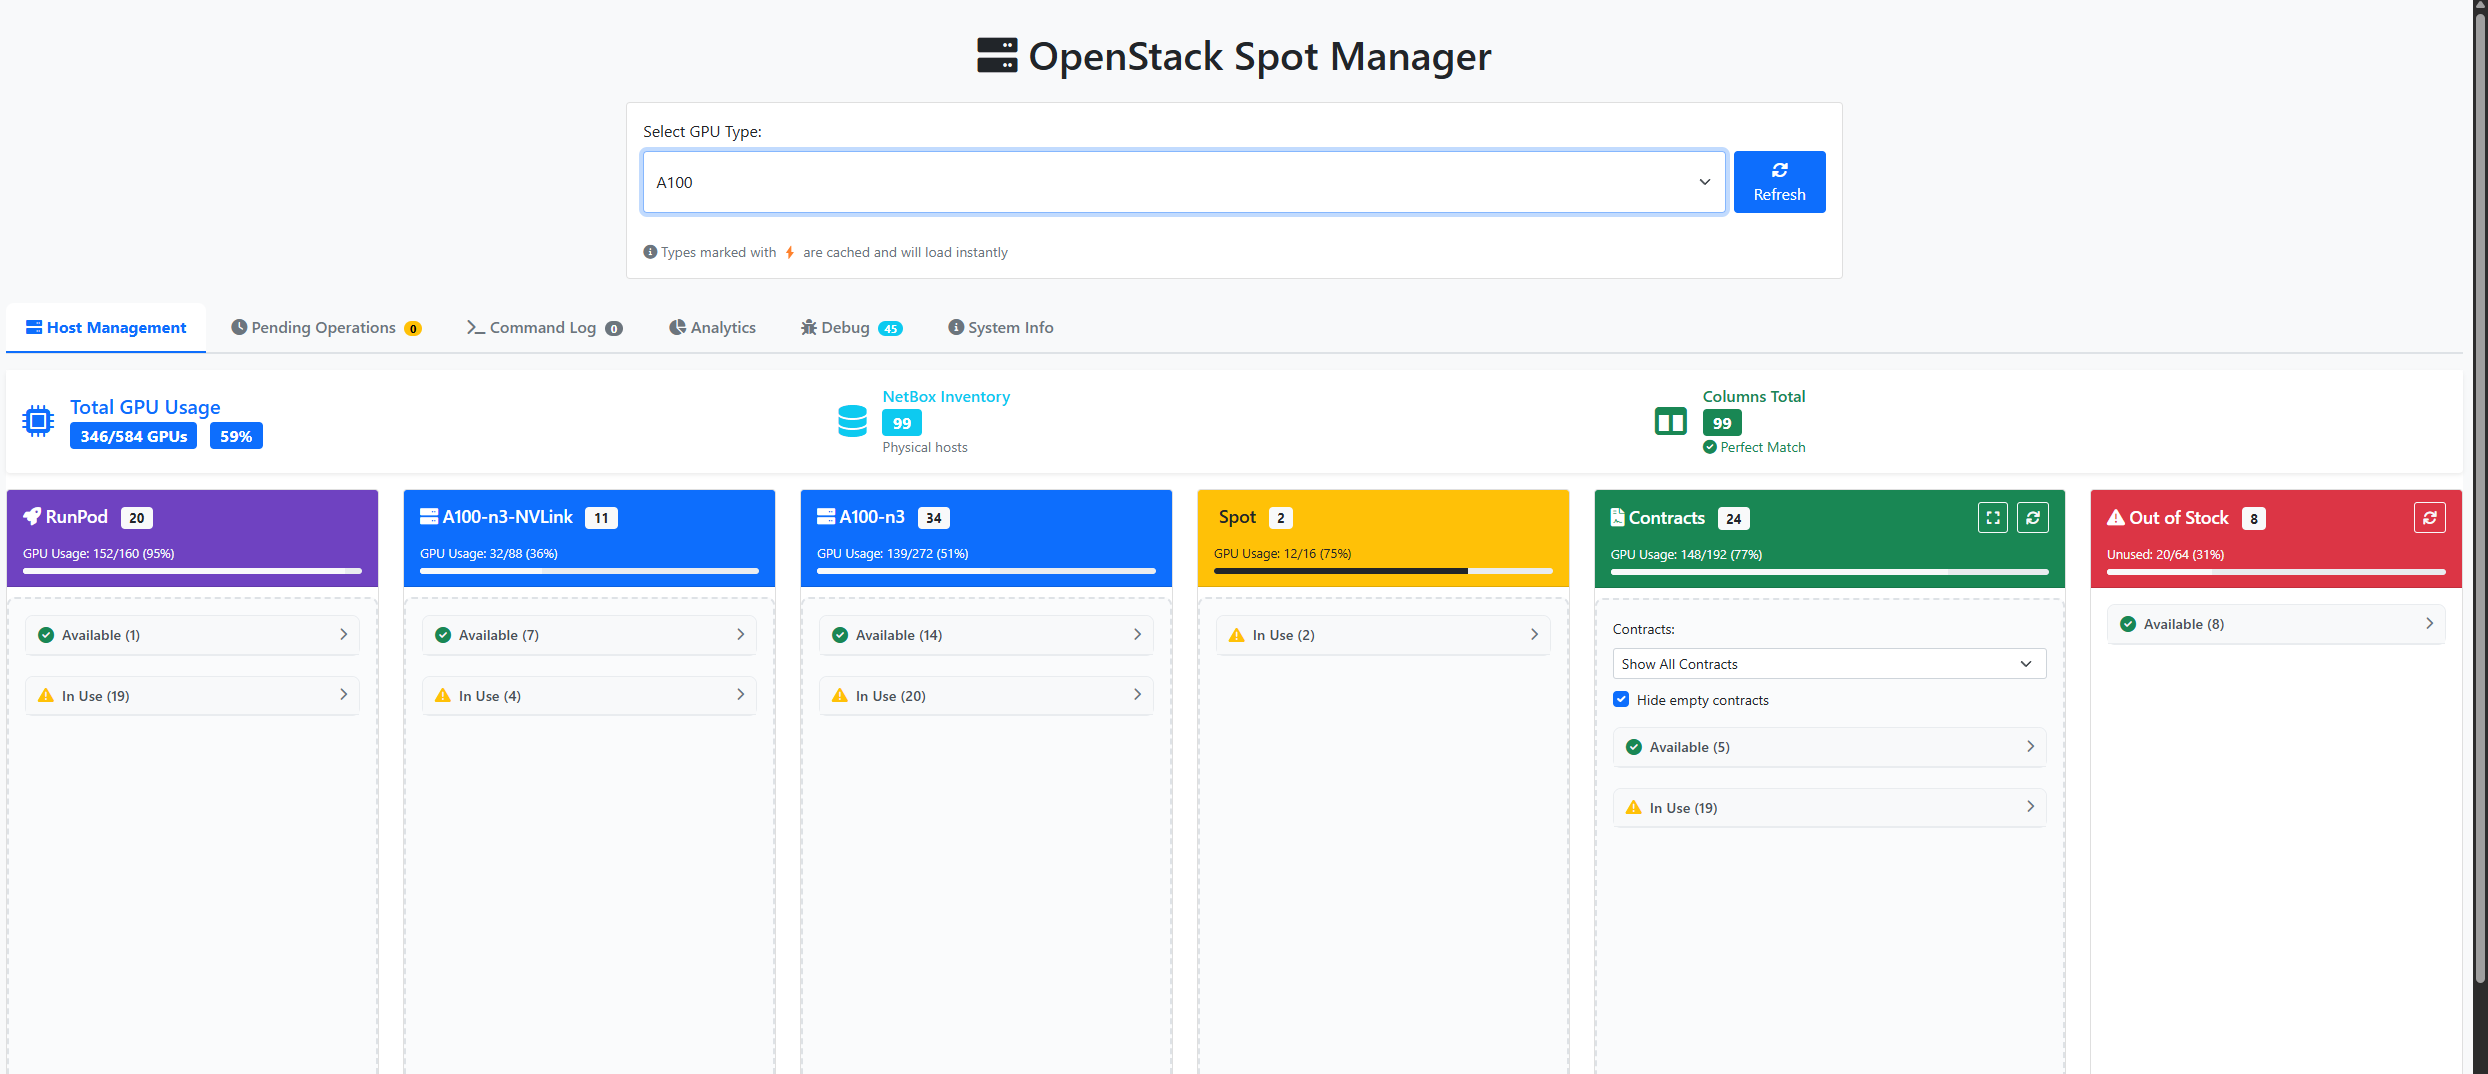 OpenStack Spot Manager
Select GPU Type:
A100
Refresh
Types marked with are cached and will load instantly
Host Management
Pending Operations 0
Command Log 0
Analytics
Debug 45
System Info
Total GPU Usage
346/584 GPUs 59%
NetBox Inventory
99
Physical hosts
Columns Total
99
Perfect Match
RunPod 20
GPU Usage: 152/160 (95%)
Available (1)
In Use (19)
A100-n3-NVLink 11
GPU Usage: 32/88 (36%)
Available (7)
In Use (4)
A100-n3 34
GPU Usage: 139/272 (51%)
Available (14)
In Use (20)
Spot 2
GPU Usage: 12/16 (75%)
In Use (2)
Contracts 24
GPU Usage: 148/192 (77%)
Contracts:
Show All Contracts
Hide empty contracts
Available (5)
In Use (19)
Out of Stock 8
Unused: 20/64 (31%)
Available (8)